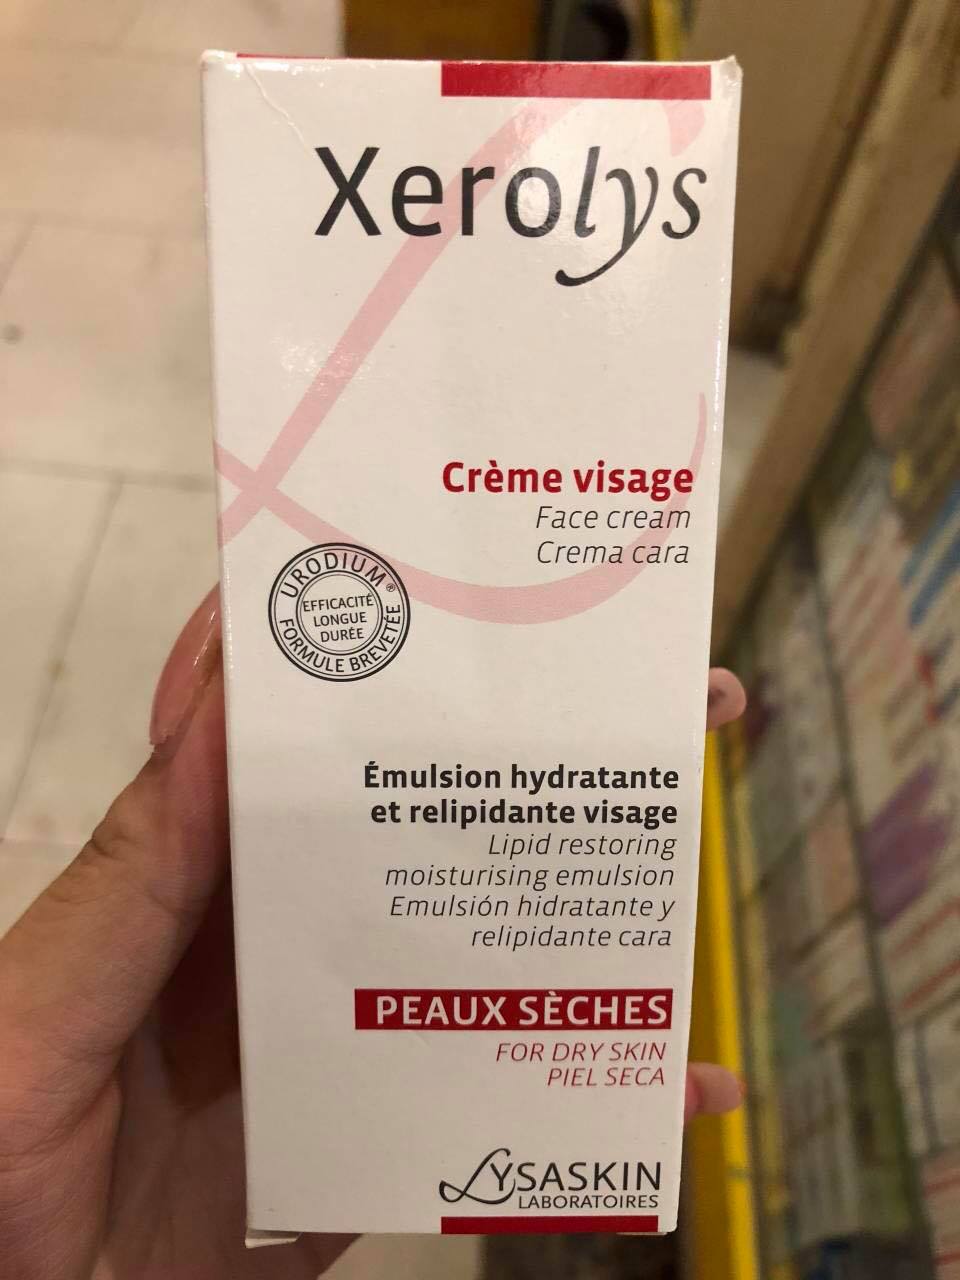 Xerolys
Crème visage
Face cream
Crema cara
URODIUM®
EFFICACITÉ
LONGUE
DURÉE
FORMULE BREVETÉE
Émulsion hydratante
et relipidante visage
Lipid restoring
moisturising emulsion
Emulsión hidratante y
relipidante cara
PEAUX SÈCHES
FOR DRY SKIN
PIEL SECA
LYSASKIN
LABORATOIRES